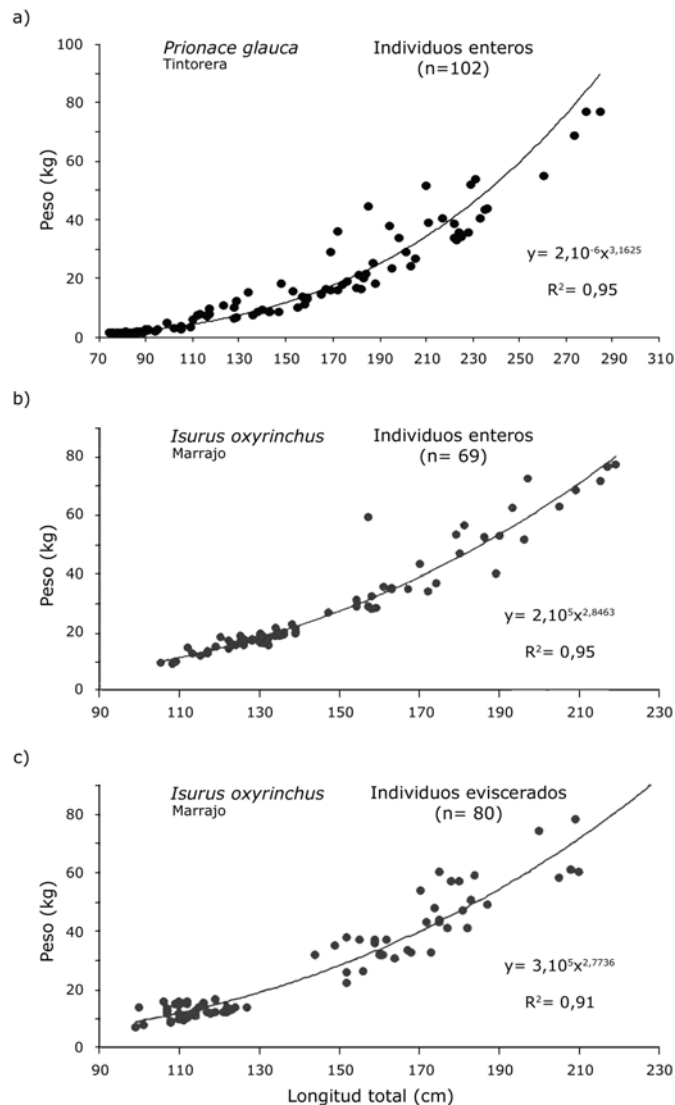 a)
Prionace glauca
Tintorera
Individuos enteros
(n=102)
Peso (kg)
100
80
60
40
20
0
y= 2,10-6x3,1625
R2= 0,95
70 90 110 130 150 170 190 210 230 250 270 290 310
b)
Isurus oxyrinchus
Marrajo
Individuos enteros
(n= 69)
Peso (kg)
80
60
40
20
0
y= 2,105x2,8463
R2= 0,95
90 110 130 150 170 190 210 230
c)
Isurus oxyrinchus
Marrajo
Individuos eviscerados
(n= 80)
Peso (kg)
80
60
40
20
0
y= 3,105x2,7736
R2= 0,91
90 110 130 150 170 190 210 230
Longitud total (cm)